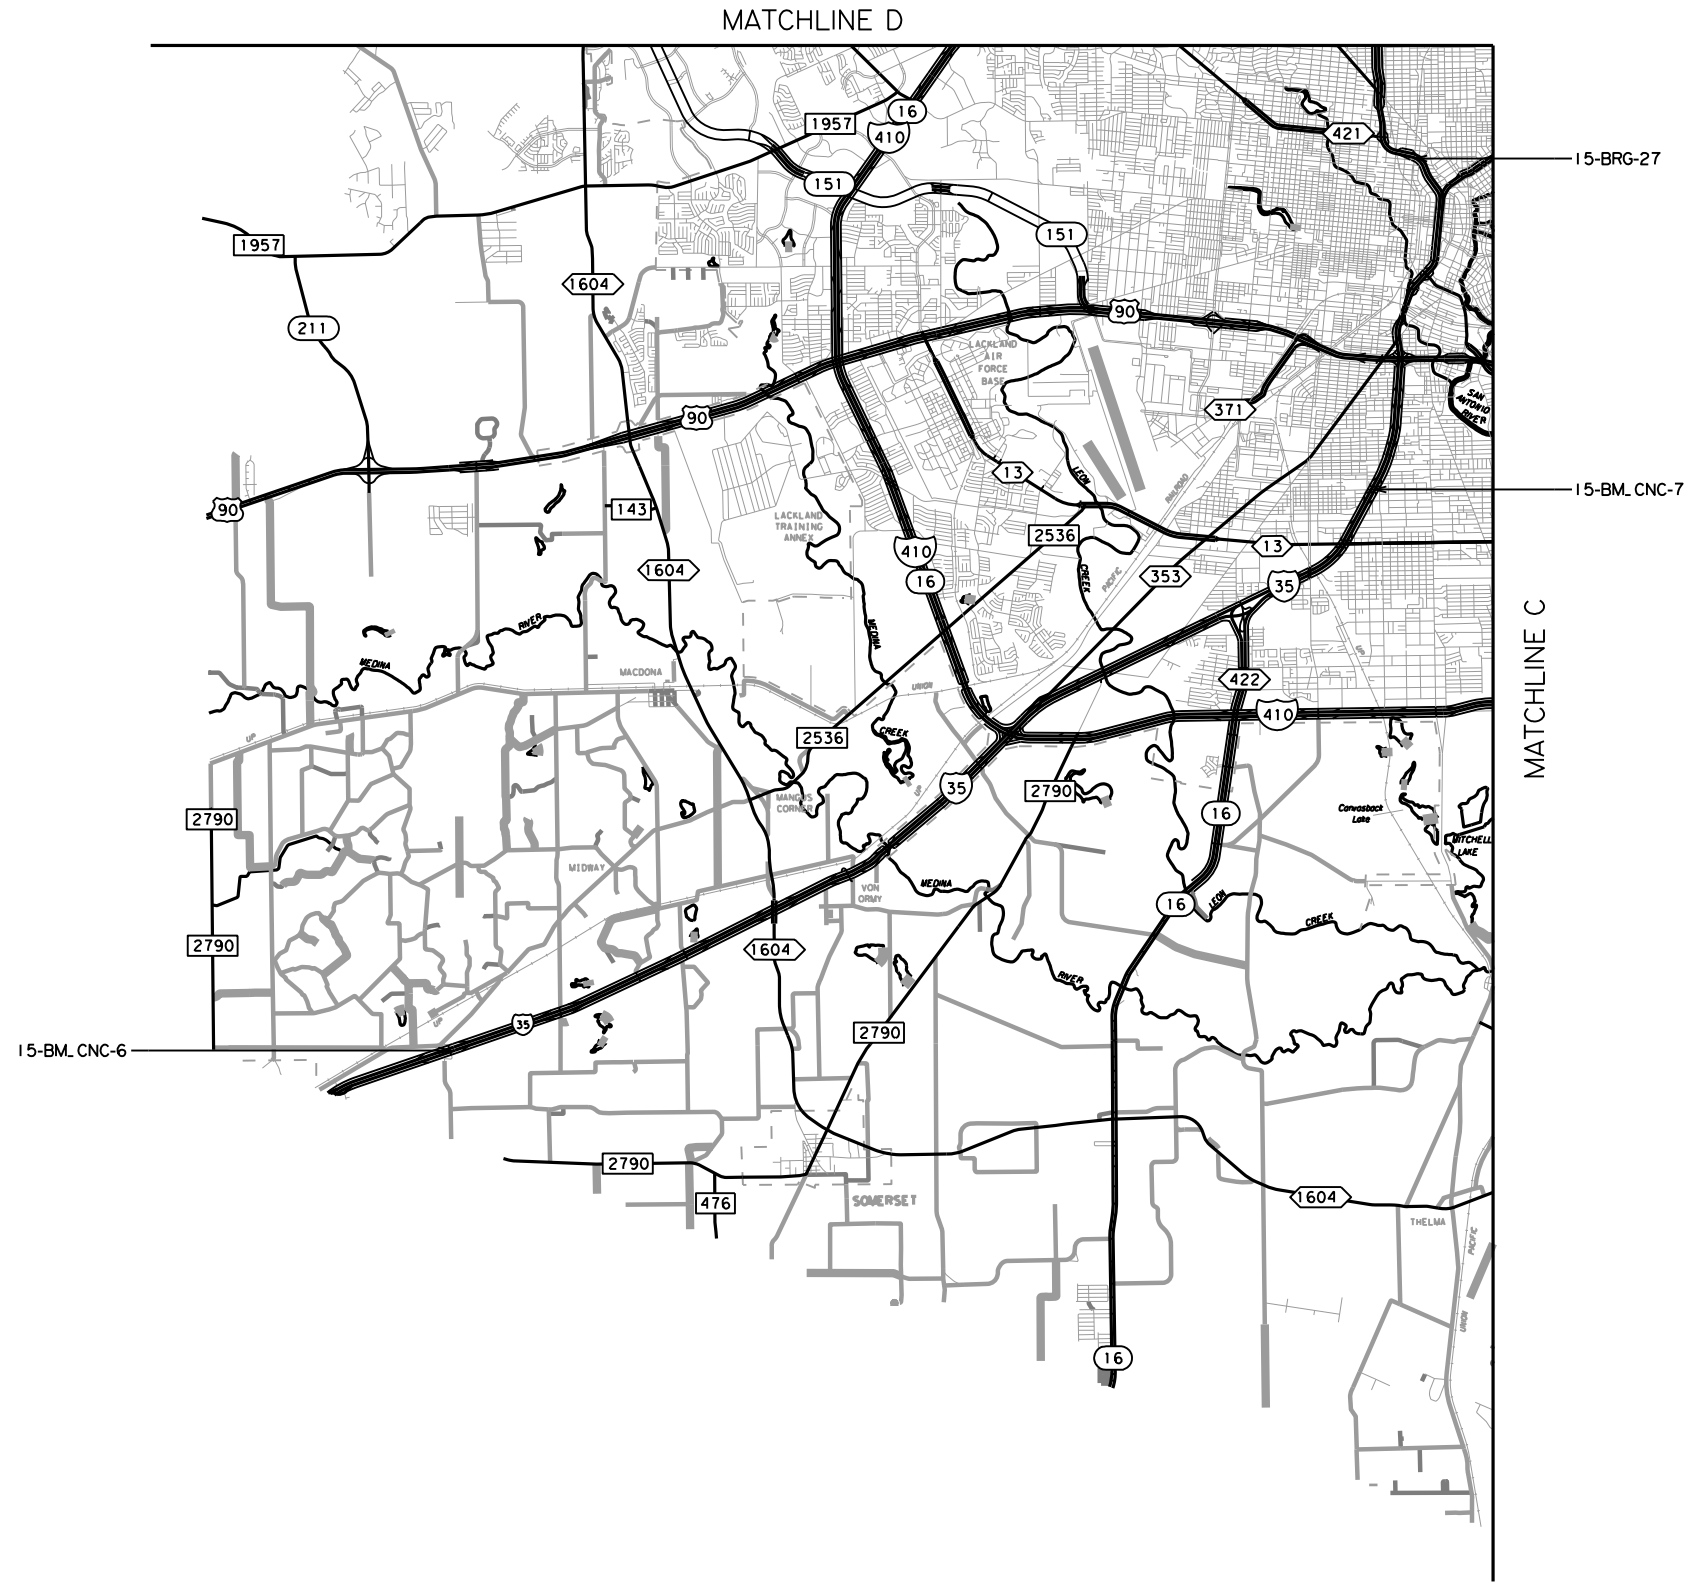 MATCHLINE D
16
1957
410
421
15-BRG-27
151
151
1957
1604
211
90
LACKLAND
AIR
FORCE
BASE
SAN
ANTONIO
RIVER
371
90
13
LEON
RAILROAD
15-BM_CNC-7
90
143
LACKLAND
TRAINING
ANNEX
2536
410
13
1604
16
CREEK
PACIFIC
353
35
MATCHLINE C
RIVER
MEDINA
UP
MEDINA
MACDONA
422
UNION
410
UP
2536
CREEK
35
UP
2790
MANGUS
CORNER
16
Canvasback
Lake
2790
MITCHELL
LAKE
MIDWAY
VON
ORMY
MEDINA
LEON
16
CREEK
2790
1604
RIVER
UP
35
2790
15-BM_CNC-6
2790
476
SOMERSET
1604
THELMA
PACIFIC
UNION
16